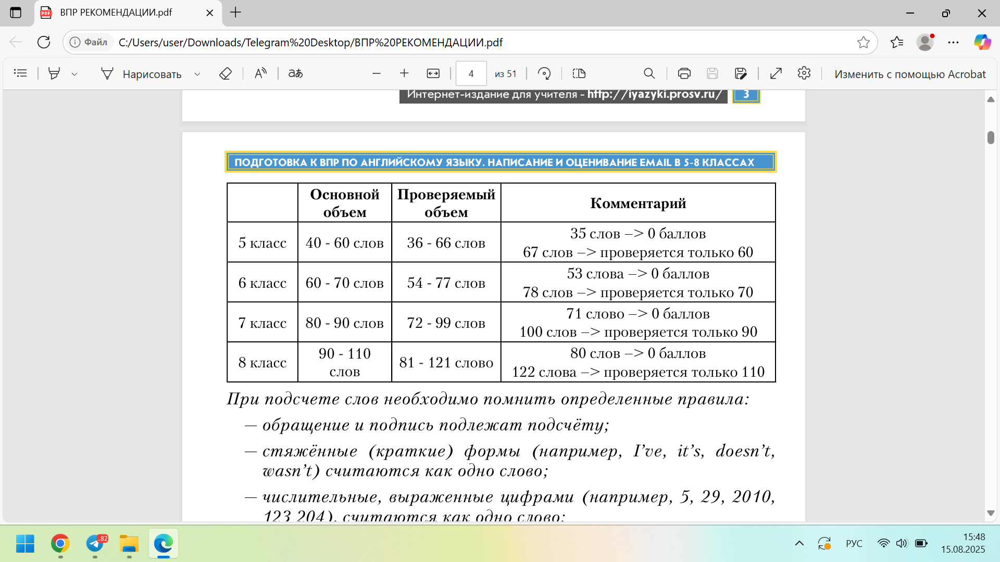 ВПР РЕКОМЕНДАЦИИ.pdf
Файл C:/Users/user/Downloads/Telegram%20Desktop/ВПР%20РЕКОМЕНДАЦИИ.pdf
Нарисовать 4 из 51 Изменить с помощью Acrobat
Интернет-издание для учителя - http://iyazyki.prosv.ru/ 3
ПОДГОТОВКА К ВПР ПО АНГЛИЙСКОМУ ЯЗЫКУ. НАПИСАНИЕ И ОЦЕНИВАНИЕ EMAIL В 5-8 КЛАССАХ
Основной объем Проверяемый объем Комментарий
5 класс 40 - 60 слов 36 - 66 слов 35 слов –> 0 баллов
67 слов –> проверяется только 60
6 класс 60 - 70 слов 54 - 77 слов 53 слова –> 0 баллов
78 слов –> проверяется только 70
7 класс 80 - 90 слов 72 - 99 слов 71 слово –> 0 баллов
100 слов –> проверяется только 90
8 класс 90 - 110 слов 81 - 121 слово 80 слов –> 0 баллов
122 слова –> проверяется только 110
При подсчете слов необходимо помнить определенные правила:
— обращение и подпись подлежат подсчёту;
— стяжённые (краткие) формы (например, I've, it's, doesn't,
wasn't) считаются как одно слово;
— числительные, выраженные цифрами (например, 5, 29, 2010,
123 204), считаются как одно слово;
..82
РУС
15:48
15.08.2025